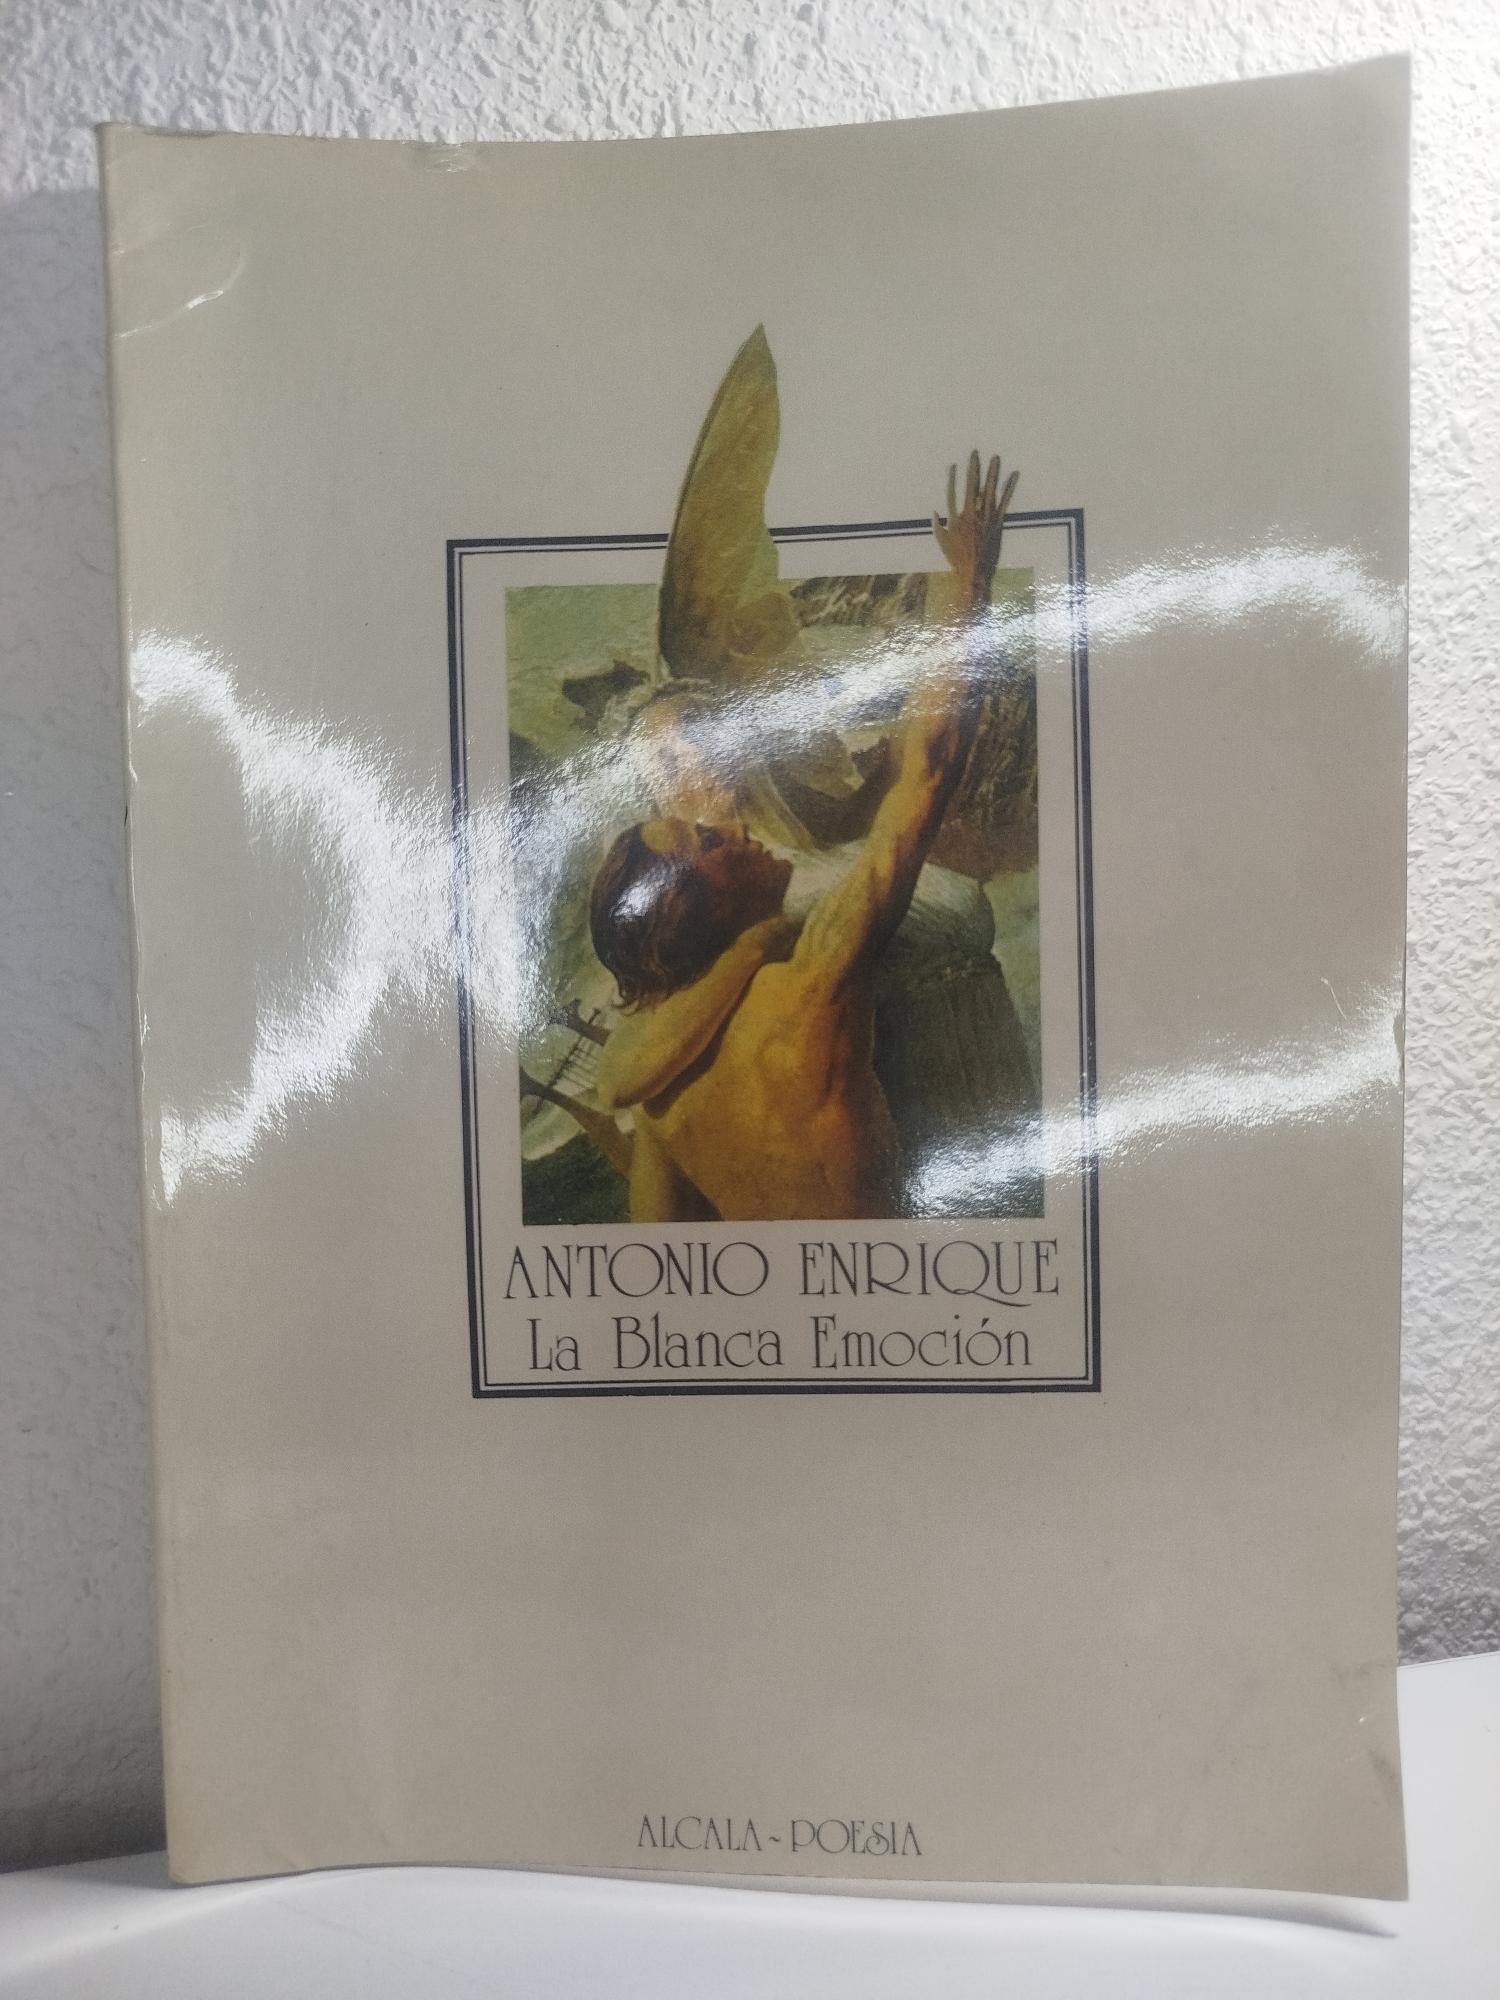 ANTONIO ENRIQUE
La Blanca Emoción
ALCALA~POESIA